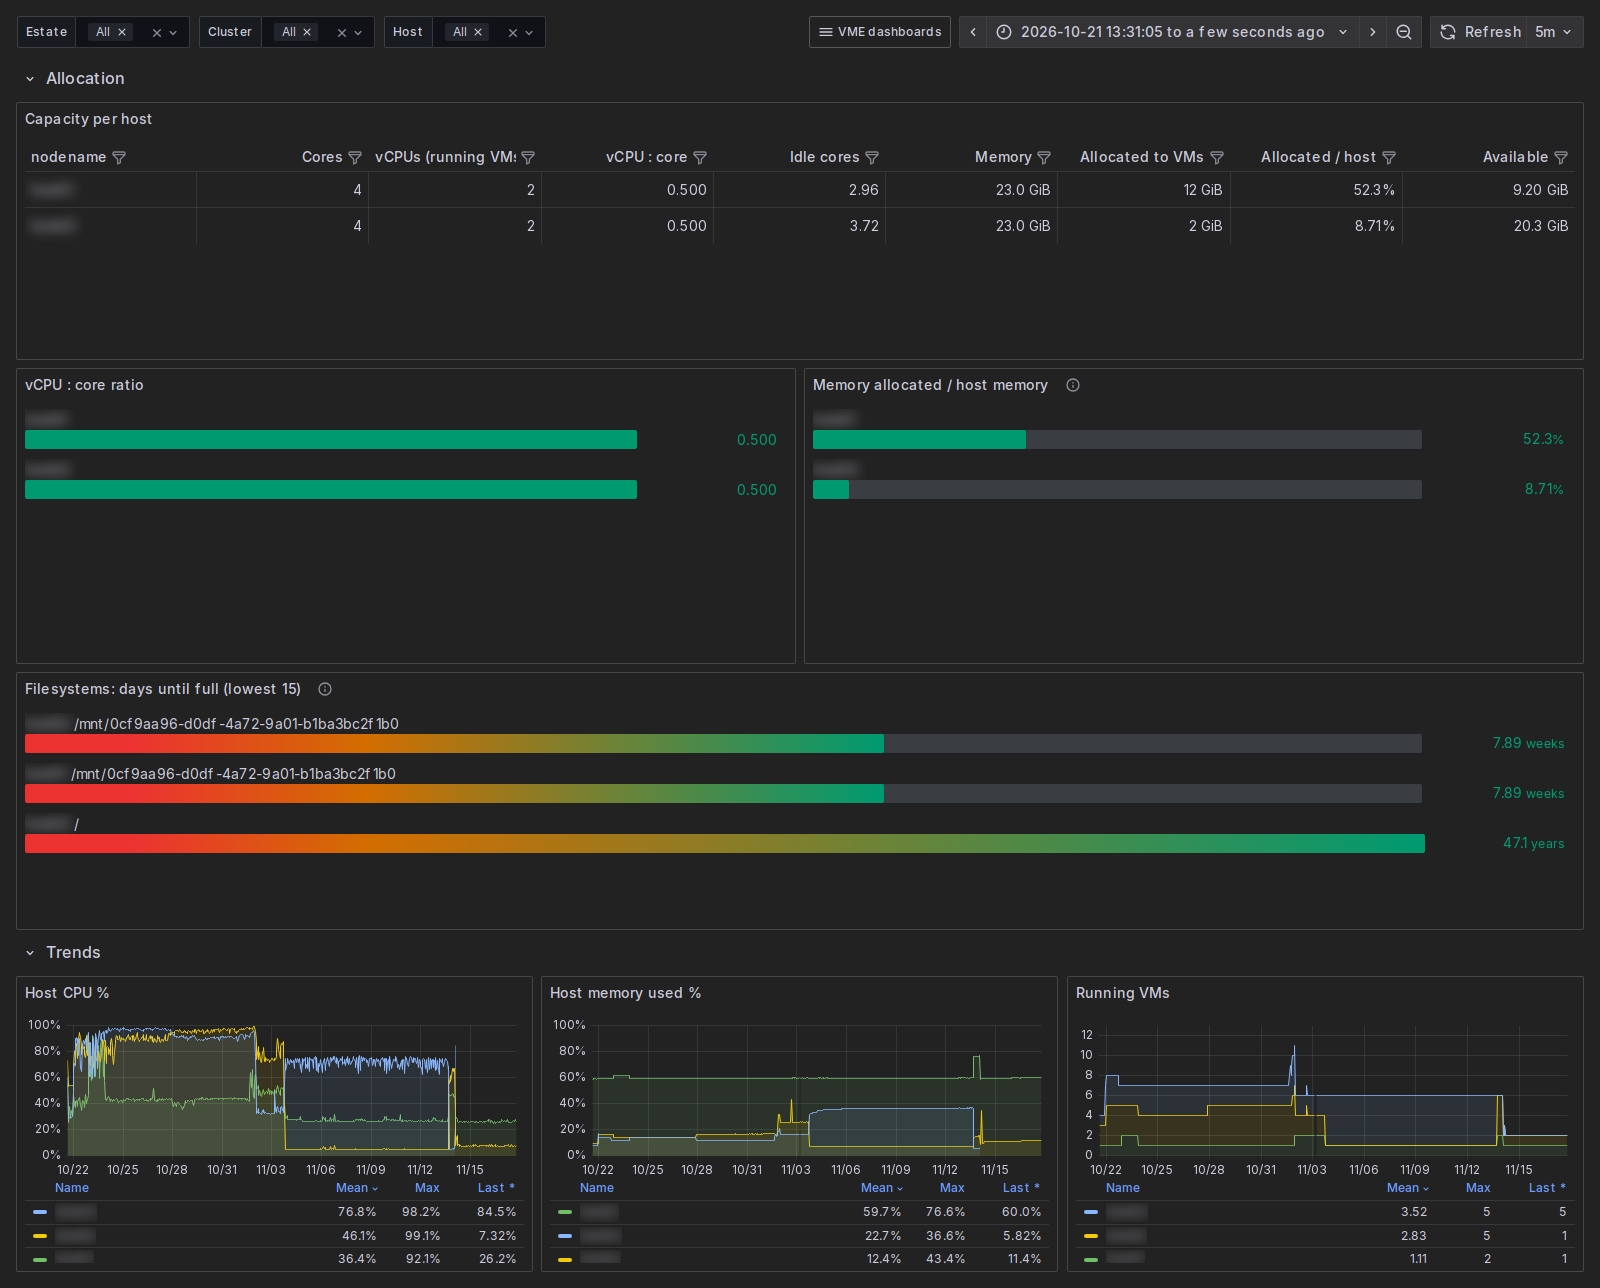 Estate All Cluster All Host All VME dashboards 2026-10-21 13:31:05 to a few seconds ago Refresh 5m
Allocation
Capacity per host
nodename Cores vCPUs (running VMs vCPU : core Idle cores Memory Allocated to VMs Allocated / host Available
4 2 0.500 2.96 23.0 GiB 12 GiB 52.3% 9.20 GiB
4 2 0.500 3.72 23.0 GiB 2 GiB 8.71% 20.3 GiB
vCPU : core ratio
0.500
0.500
Memory allocated / host memory
52.3%
8.71%
Filesystems: days until full (lowest 15)
/mnt/0cf9aa96-d0df-4a72-9a01-b1ba3bc2f1b0
7.89 weeks
/mnt/0cf9aa96-d0df-4a72-9a01-b1ba3bc2f1b0
7.89 weeks
/
47.1 years
Trends
Host CPU %
100%
80%
60%
40%
20%
0%
10/22 10/25 10/28 10/31 11/03 11/06 11/09 11/12 11/15
Name Mean Max Last *
76.8% 98.2% 84.5%
46.1% 99.1% 7.32%
36.4% 92.1% 26.2%
Host memory used %
100%
80%
60%
40%
20%
0%
10/22 10/25 10/28 10/31 11/03 11/06 11/09 11/12 11/15
Name Mean Max Last *
59.7% 76.6% 60.0%
22.7% 36.6% 5.82%
12.4% 43.4% 11.4%
Running VMs
12
10
8
6
4
2
0
10/22 10/25 10/28 10/31 11/03 11/06 11/09 11/12 11/15
Name Mean Max Last *
3.52 5 5
2.83 5 1
1.11 2 1